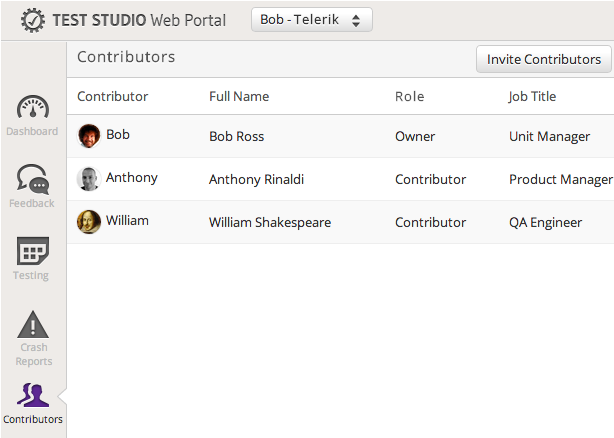 TEST STUDIO Web Portal Bob - Telerik
Contributors Invite Contributors
Contributor Full Name Role Job Title
Bob Bob Ross Owner Unit Manager
Anthony Anthony Rinaldi Contributor Product Manager
William William Shakespeare Contributor QA Engineer
Dashboard
Feedback
Testing
Crash
Reports
Contributors